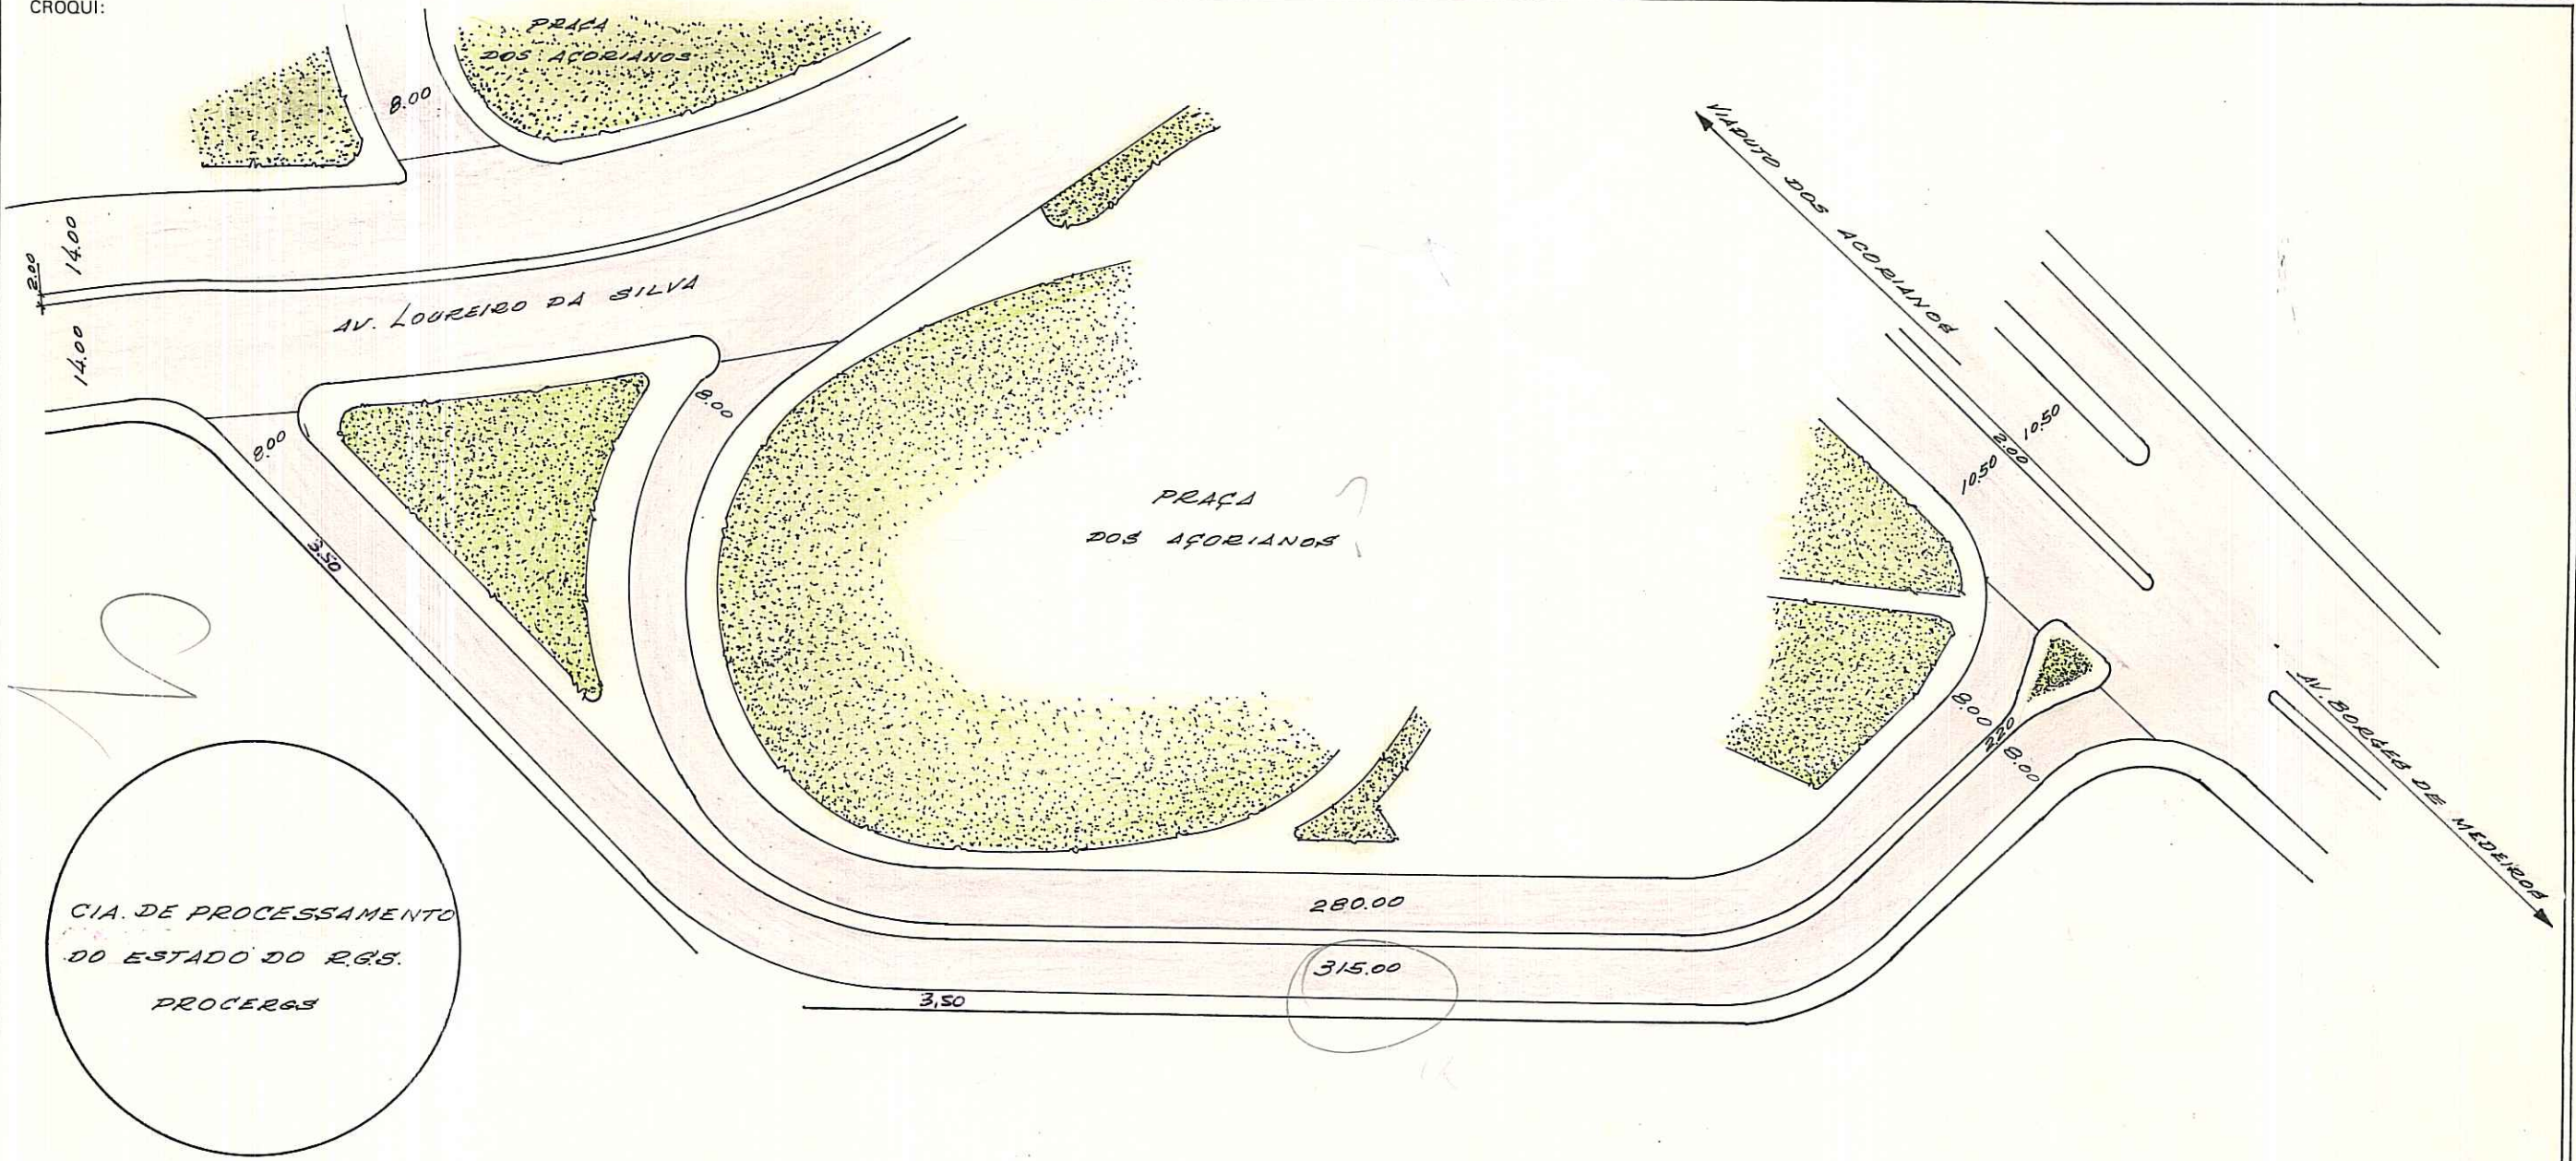 CROQUI:
PRAÇA
DOS AÇORIANOS
8.00
14.00
2.00
14.00
AV. LOUREIRO DA SILVA
8.00
8.00
3.50
VIADUTO DOS AÇORIANOS
10.50
2.00
10.50
PRAÇA
DOS AÇORIANOS
8.00
2.20
8.00
AV. BORGES DE MEDEIROS
280.00
315.00
3,50
CIA. DE PROCESSAMENTO
DO ESTADO DO R.G.S.
PROCERGS